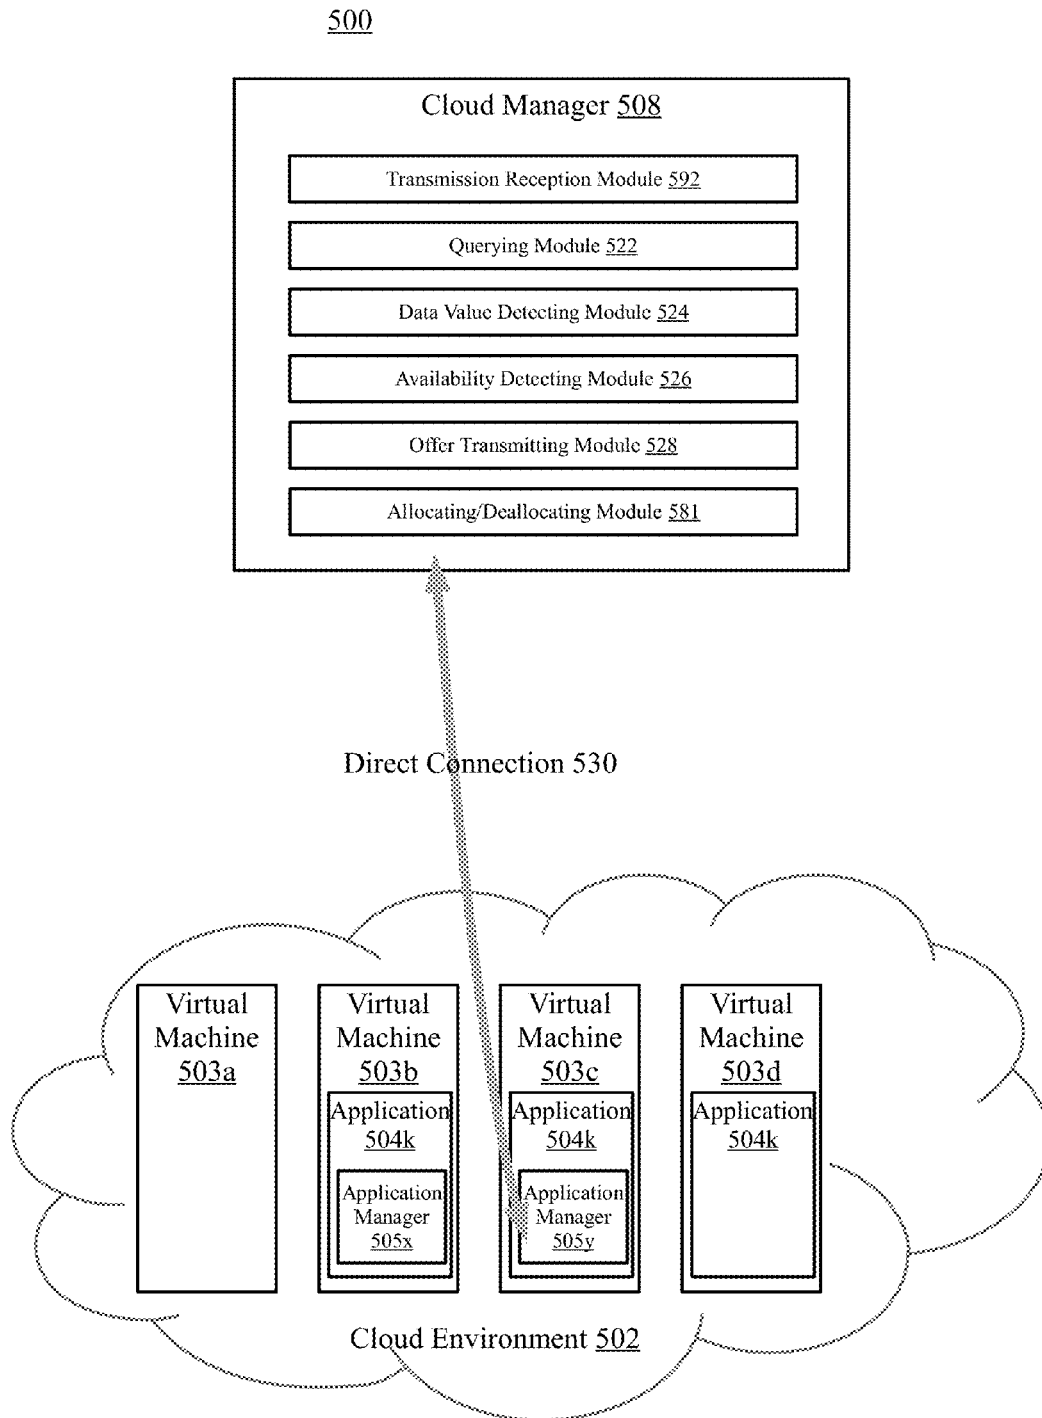 500
Cloud Manager 508
Transmission Reception Module 592
Querying Module 522
Data Value Detecting Module 524
Availability Detecting Module 526
Offer Transmitting Module 528
Allocating/Deallocating Module 581
Direct Connection 530
Virtual
Machine
503a
Virtual
Machine
503b
Application
504k
Application
Manager
505x
Virtual
Machine
503c
Application
504k
Application
Manager
505y
Virtual
Machine
503d
Application
504k
Cloud Environment 502